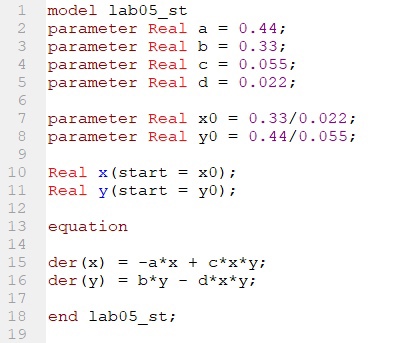 1 model lab05_st
2 parameter Real a = 0.44;
3 parameter Real b = 0.33;
4 parameter Real c = 0.055;
5 parameter Real d = 0.022;
6
7 parameter Real x0 = 0.33/0.022;
8 parameter Real y0 = 0.44/0.055;
9
10 Real x(start = x0);
11 Real y(start = y0);
12
13 equation
14
15 der(x) = -a*x + c*x*y;
16 der(y) = b*y - d*x*y;
17
18 end lab05_st;
19